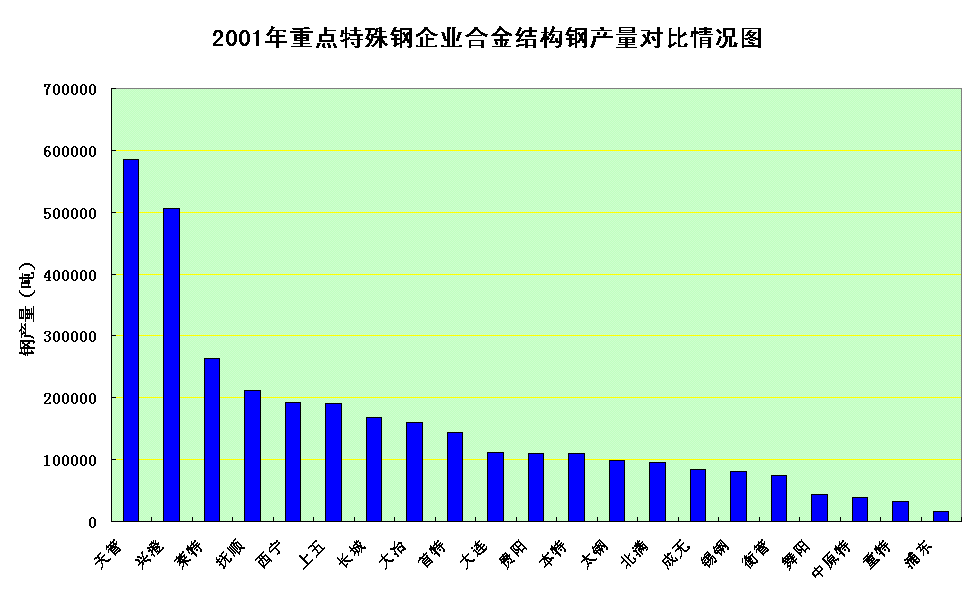 2001年重点特殊钢企业合金结构钢产量对比情况图
700000
600000
500000
400000
300000
200000
100000
0
钢产量(吨)
天管
兴澄
莱特
抚顺
西宁
上五
长城
大冶
首特
大连
贵阳
本特
太钢
北满
成无
锡钢
衡管
舞阳
中原特
重特
浦东